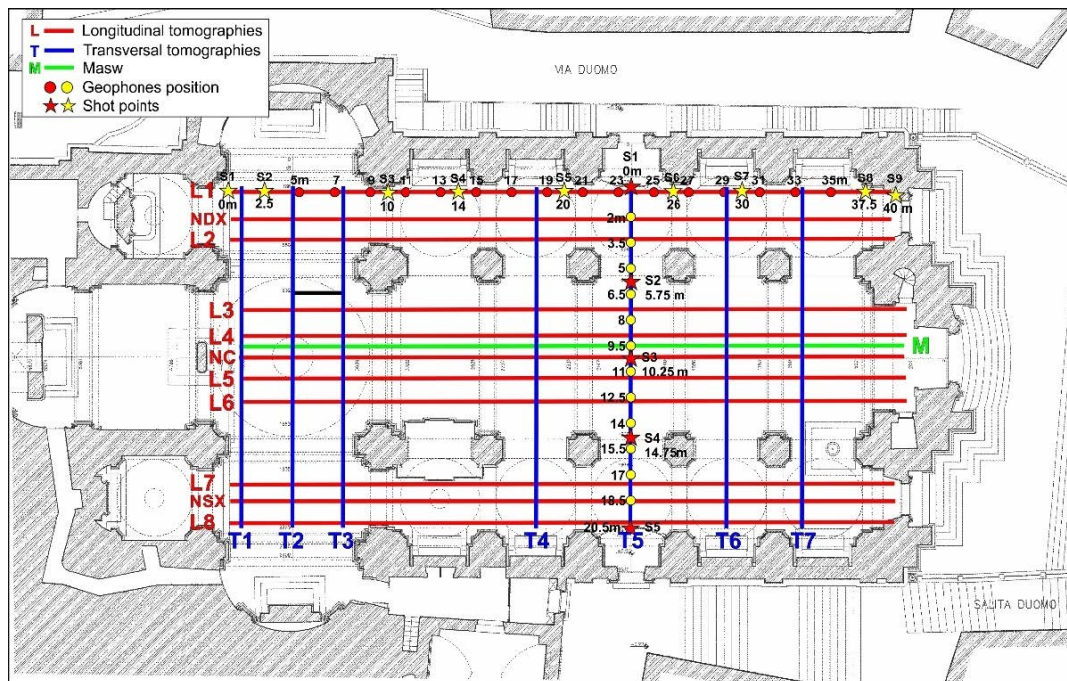 L Longitudinal tomographies
T Transversal tomographies
M Masw
Geophones position
Shot points
VIA DUOMO
S1
0m
S1 S2 5m 7 9 S3 11 13 S4 15 17 19 S5 21 23 25 S6 27 29 S7 31 33 35m S8 S9
L1
0m 2.5 10 14 20 26 30 37.5 40 m
NDX
2m
L2
3.5
5
S2
6.5 5.75 m
L3
8
L4
9.5
M
NC
S3
11 10.25 m
L5
L6
12.5
14
S4
15.5 14.75m
17
L7
NSX
18.5
L8
20.5m S5
T1 T2 T3 T4 T5 T6 T7
SALITA DUOMO